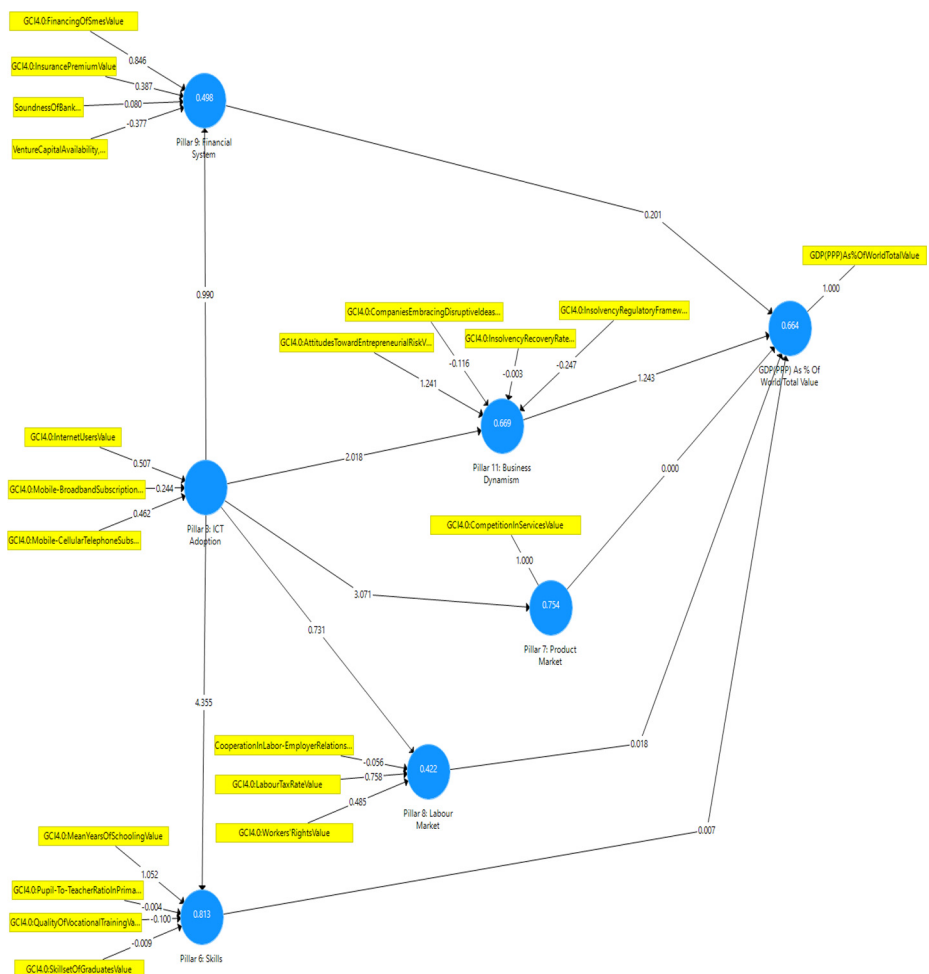 GCI4.0:FinancingOfSmesValue
0.846
GCI4.0:InsurancePremiumValue
0.387
SoundnessOfBank...
0.080
-0.377
VentureCapitalAvailability,...
0.498
Pillar 9: Financial
System
0.201
GDP(PPP)As%OfWorldTotalValue
1.000
0.990
GCI4.0:CompaniesEmbracingDisruptiveIdeas...
GCI4.0:InsolvencyRegulatoryFramew...
GCI4.0:AttitudesTowardEntrepreneurialRiskV...
GCI4.0:InsolvencyRecoveryRate...
-0.116
-0.003
-0.247
1.241
0.664
GDP(PPP) As % Of
World Total Value
1.243
0.669
Pillar 11: Business
Dynamism
GCI4.0:InternetUsersValue
0.507
GCI4.0:Mobile-BroadbandSubscription...
0.244
0.462
GCI4.0:Mobile-CellularTelephoneSubs...
Pillar 3: ICT
Adoption
2.018
0.000
GCI4.0:CompetitionInServicesValue
1.000
3.071
0.754
Pillar 7: Product
Market
0.731
4.355
CooperationInLabor-EmployerRelations...
-0.056
GCI4.0:LabourTaxRateValue
0.758
0.485
GCI4.0:Workers'RightsValue
0.422
Pillar 8: Labour
Market
0.018
0.007
GCI4.0:MeanYearsOfSchoolingValue
1.052
GCI4.0:Pupil-To-TeacherRatioInPrima...
-0.004
GCI4.0:QualityOfVocationalTrainingVa...
-0.100
-0.009
GCI4.0:SkillsetOfGraduatesValue
0.813
Pillar 6: Skills